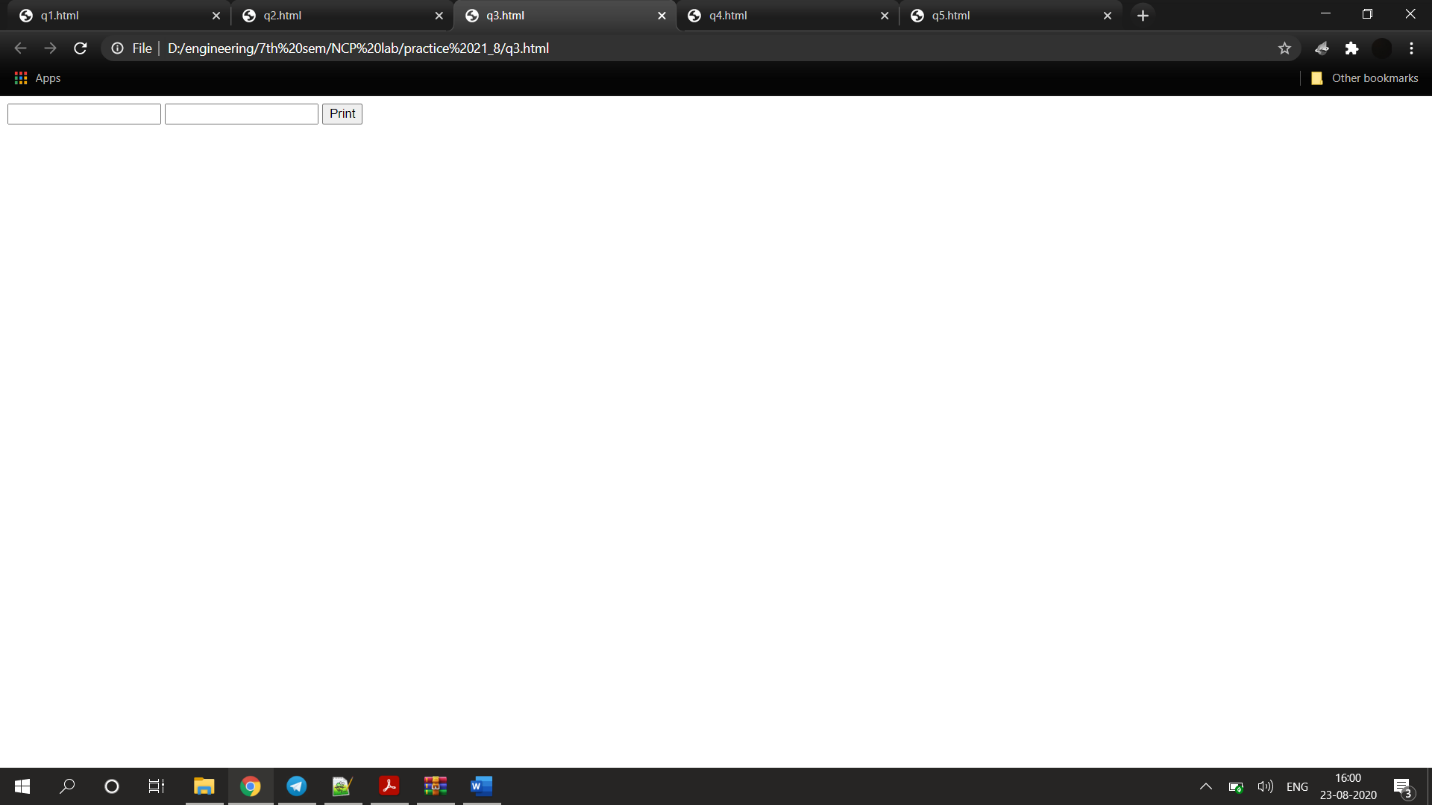 q1.html q2.html q3.html q4.html q5.html
File D:/engineering/7th%20sem/NCP%20lab/practice%2021_8/q3.html
Apps Other bookmarks
Print
W ENG 16:00
23-08-2020 3